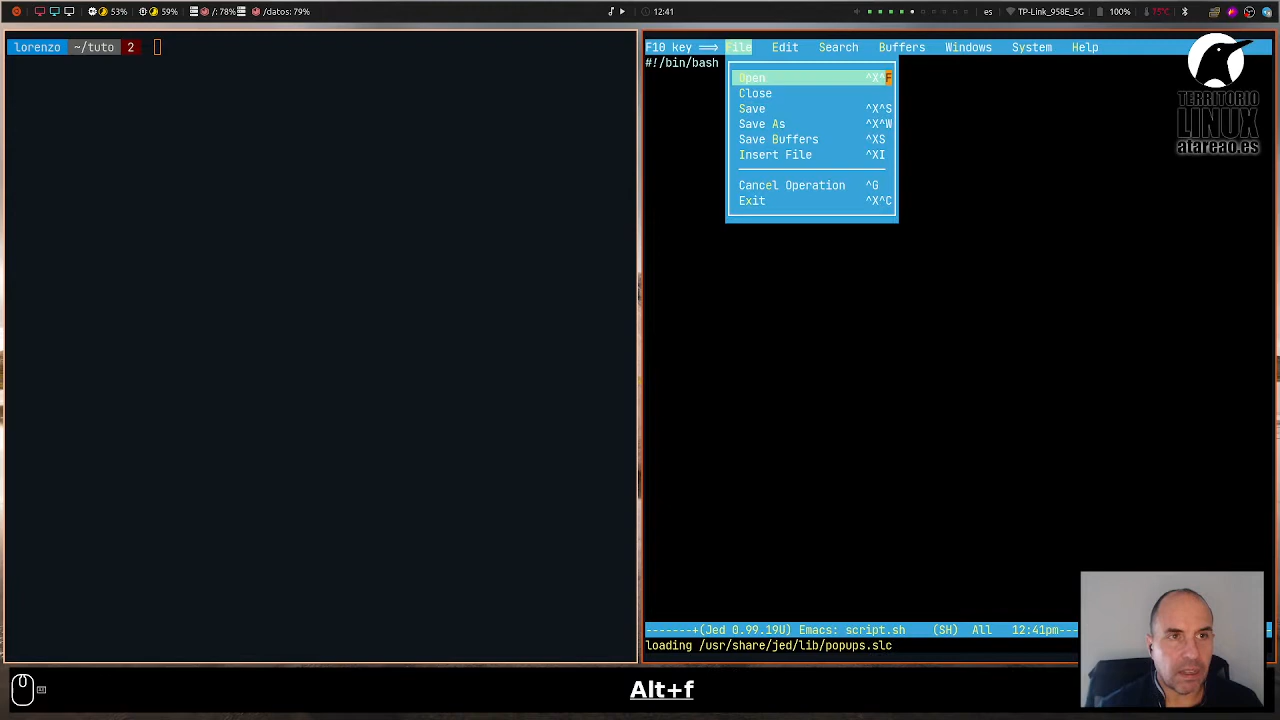 53% 59% /: 78% /datos: 79% 12:41 es TP-Link_958E_5G 100% 75°C
lorenzo ~/tuto 2
F10 key ==> File Edit Search Buffers Windows System Help
#!/bin/bash
Open ^X^F
Close
Save ^X^S
Save As ^X^W
Save Buffers ^XS
Insert File ^XI
Cancel Operation ^G
Exit ^X^C
TERRITORIO
LINUX
atareao.es
-------+(Jed 0.99.19U) Emacs: script.sh (SH) All 12:41pm---
loading /usr/share/jed/lib/popups.slc
Alt+f